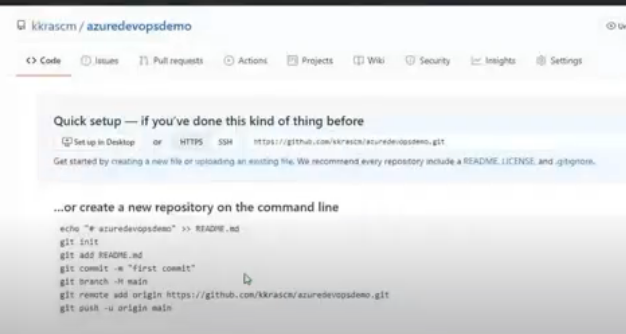 kkrascm / azuredevopsdemo
<> Code Issues Pull requests Actions Projects Wiki Security Insights Settings
Quick setup — if you've done this kind of thing before
Set up in Desktop or HTTPS SSH https://github.com/kkrascm/azuredevopsdemo.git
Get started by creating a new file or uploading an existing file. We recommend every repository include a README, LICENSE, and .gitignore.
...or create a new repository on the command line
echo "# azuredevopsdemo" >> README.md
git init
git add README.md
git commit -m "first commit"
git branch -M main
git remote add origin https://github.com/kkrascm/azuredevopsdemo.git
git push -u origin main